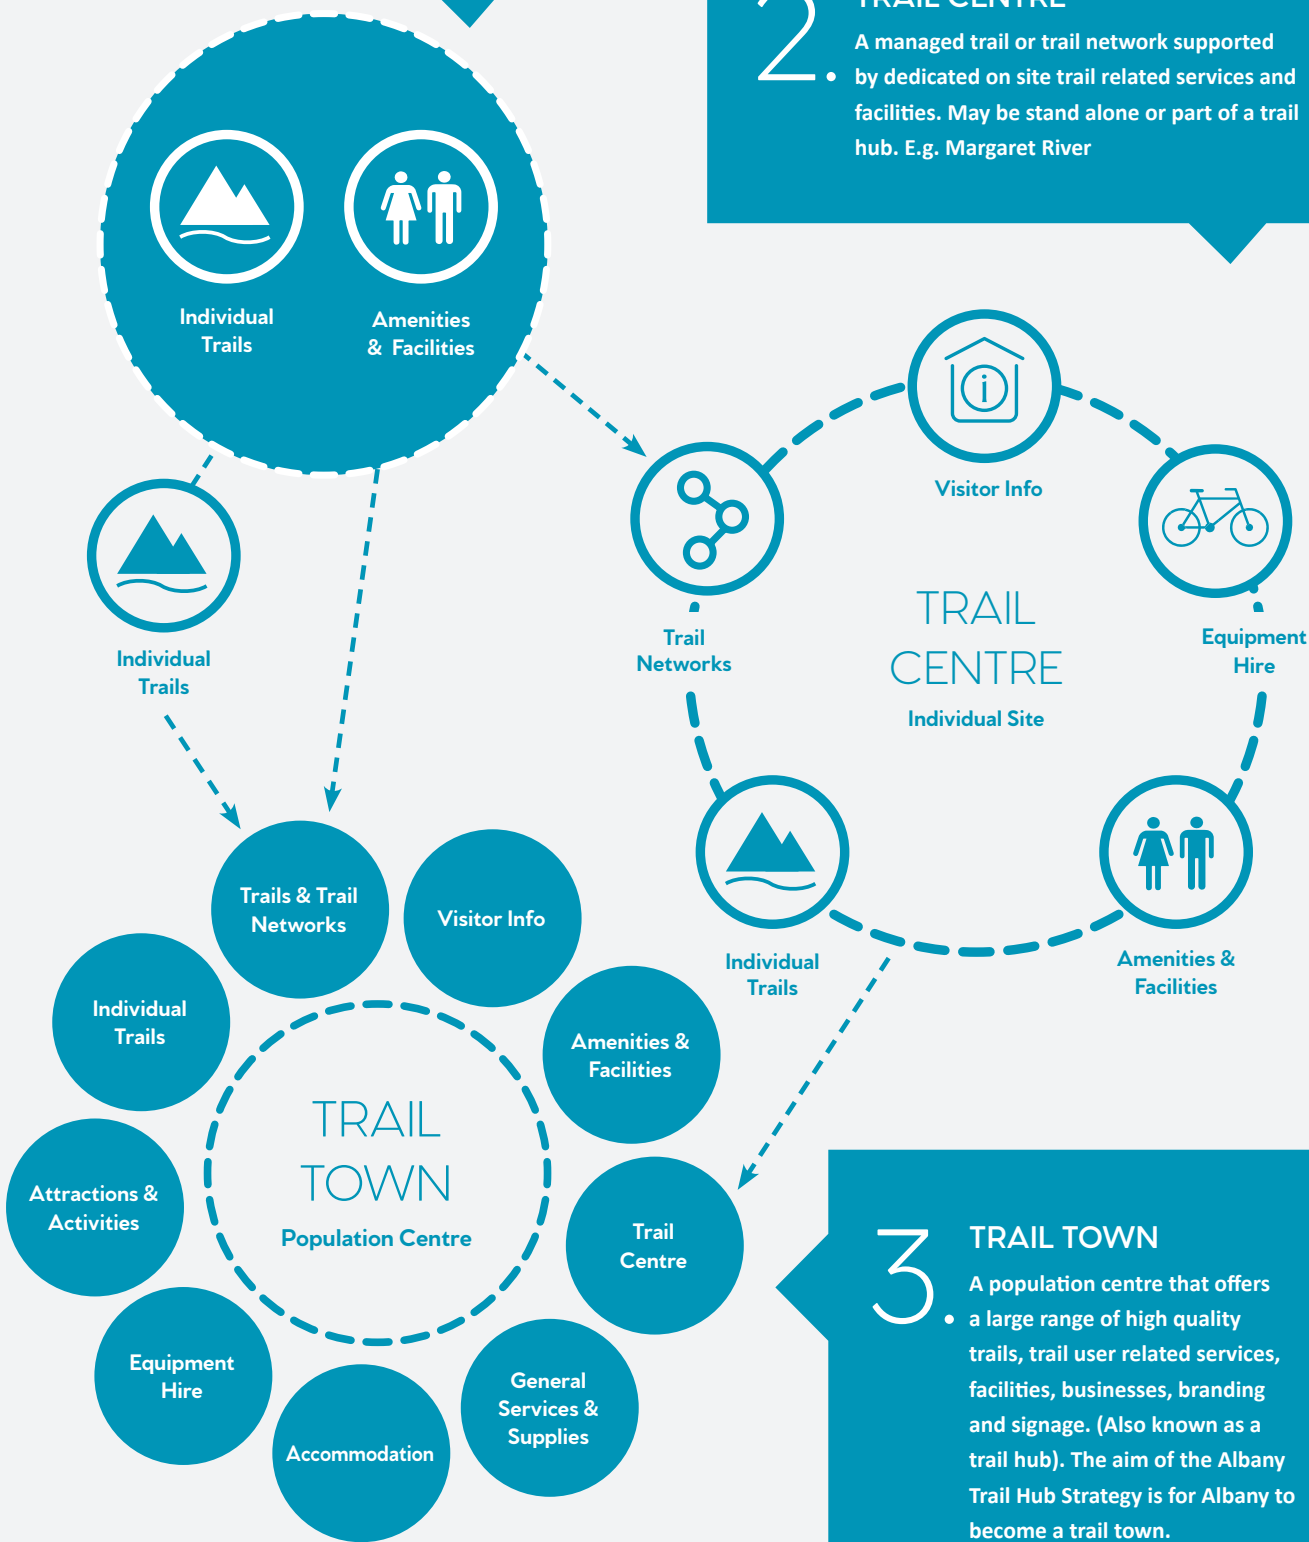 2.
TRAIL CENTRE
A managed trail or trail network supported
by dedicated on site trail related services and
facilities. May be stand alone or part of a trail
hub. E.g. Margaret River
Individual
Trails
Amenities
& Facilities
Individual
Trails
Trail
Networks
Visitor Info
i
Equipment
Hire
TRAIL
CENTRE
Individual Site
Individual
Trails
Amenities &
Facilities
Trails & Trail
Networks
Visitor Info
Individual
Trails
Amenities &
Facilities
TRAIL
TOWN
Population Centre
Attractions &
Activities
Trail
Centre
Equipment
Hire
General
Services &
Supplies
Accommodation
3.
TRAIL TOWN
A population centre that offers
a large range of high quality
trails, trail user related services,
facilities, businesses, branding
and signage. (Also known as a
trail hub). The aim of the Albany
Trail Hub Strategy is for Albany to
become a trail town.